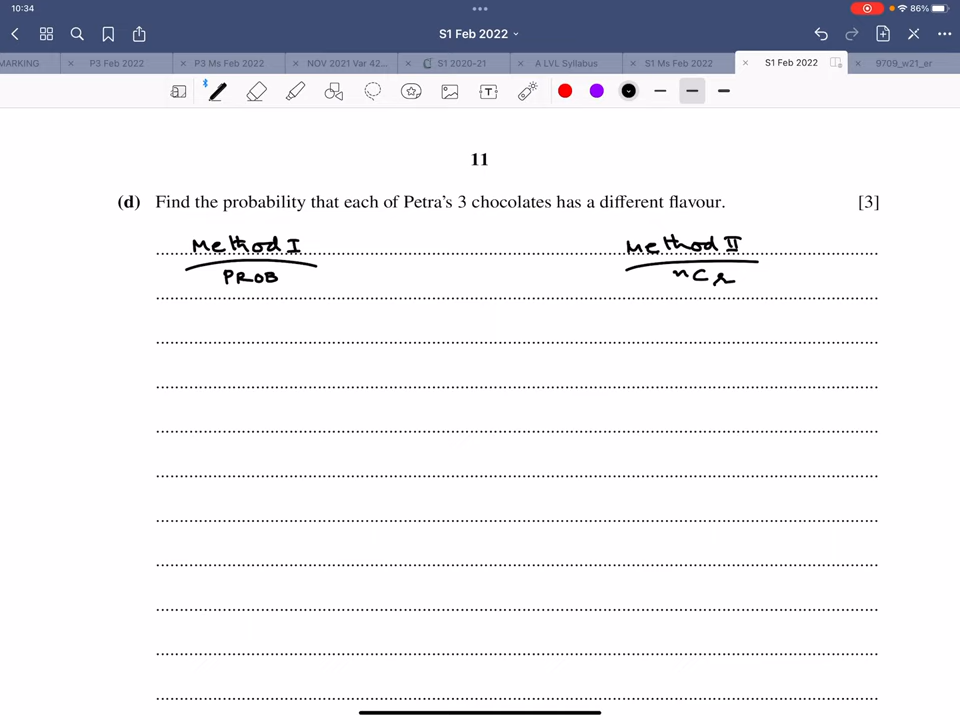 10:34
86%
S1 Feb 2022
MARKING
P3 Feb 2022
P3 Ms Feb 2022
NOV 2021 Var 42...
S1 2020-21
A LVL Syllabus
S1 Ms Feb 2022
S1 Feb 2022
9709_w21_er
T
11
(d) Find the probability that each of Petra's 3 chocolates has a different flavour. [3]
Method I Method II
PROB nCr